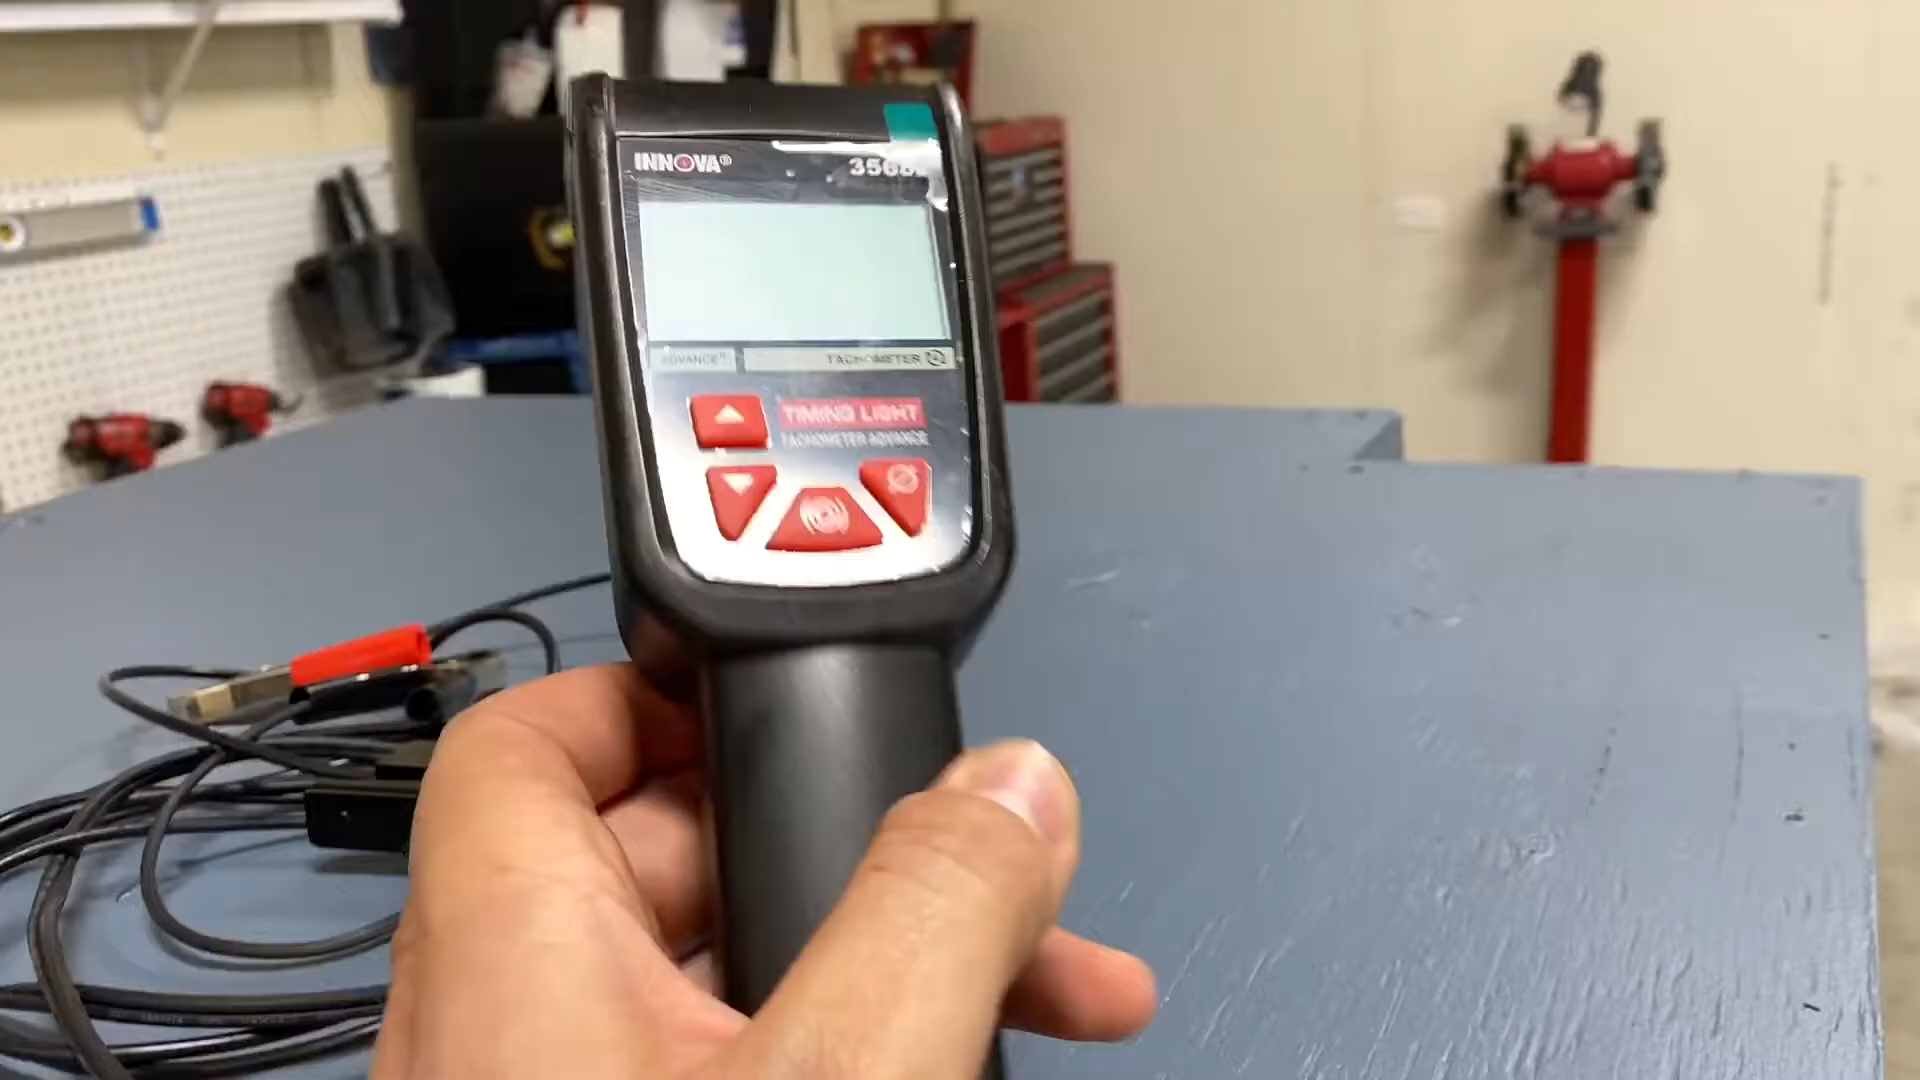 INNOVA®
ADVANCE°
TACHOMETER
TIMING LIGHT
TACHOMETER ADVANCE